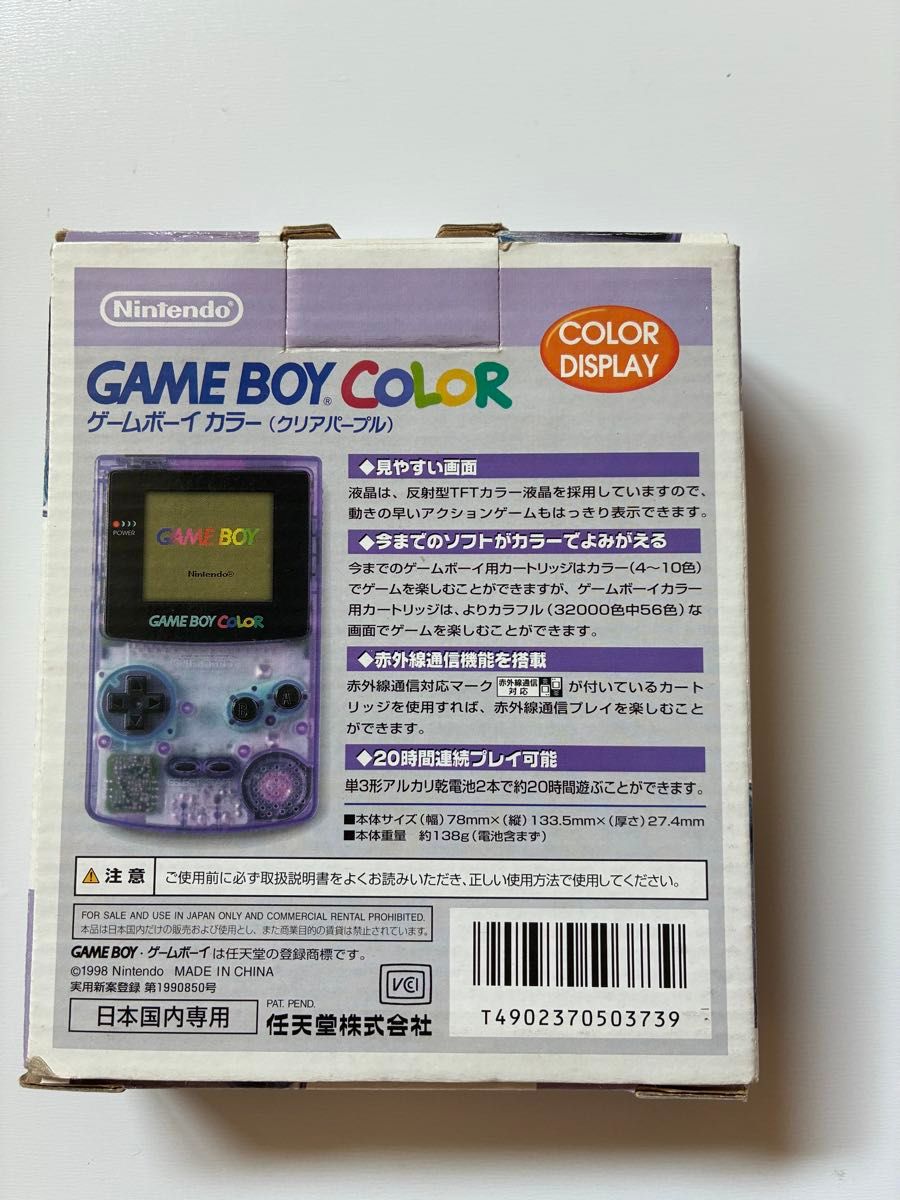 Nintendo®
COLOR
DISPLAY
GAME BOY® COLOR
ゲームボーイ カラー（クリアパープル）
POWER
GAME BOY
Nintendo®
GAME BOY COLOR
B
A
◆見やすい画面
液晶は、反射型TFTカラー液晶を採用していますので、
動きの早いアクションゲームもはっきり表示できます。
◆今までのソフトがカラーでよみがえる
今までのゲームボーイ用カートリッジはカラー（4〜10色）
でゲームを楽しむことができますが、ゲームボーイカラー
用カートリッジは、よりカラフル（32000色中56色）な
画面でゲームを楽しむことができます。
◆赤外線通信機能を搭載
赤外線通信対応マーク 赤外線通信対応 が付いているカート
リッジを使用すれば、赤外線通信プレイを楽しむこと
ができます。
◆20時間連続プレイ可能
単3形アルカリ乾電池2本で約20時間遊ぶことができます。
■本体サイズ（幅）78mm×（縦）133.5mm×（厚さ）27.4mm
■本体重量 約138g（電池含まず）
注意 ご使用前に必ず取扱説明書をよくお読みいただき、正しい使用方法で使用してください。
FOR SALE AND USE IN JAPAN ONLY AND COMMERCIAL RENTAL PROHIBITED.
本品は日本国内だけの販売および使用とし、また商業目的の賃貸は禁止されています。
GAME BOY・ゲームボーイは任天堂の登録商標です。
©1998 Nintendo MADE IN CHINA
実用新案登録 第1990850号
VCI
日本国内専用
PAT. PEND.
任天堂株式会社
T4902370503739